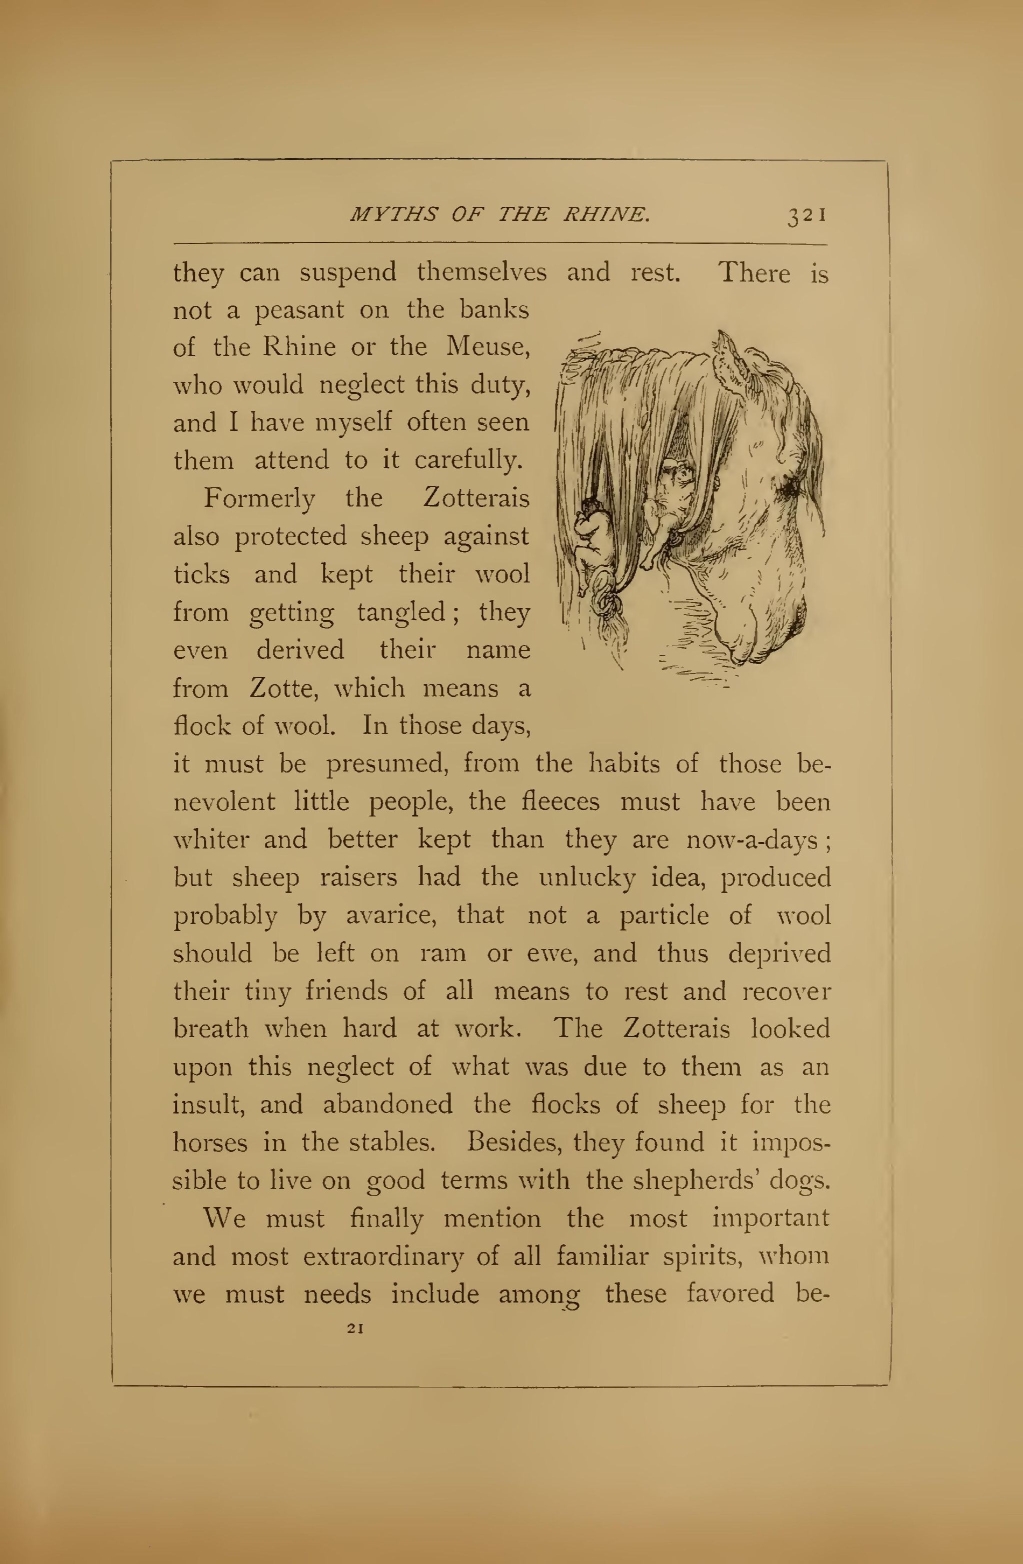 MYTHS OF THE RHINE. 321
they can suspend themselves and rest. There is
not a peasant on the banks
of the Rhine or the Meuse,
who would neglect this duty,
and I have myself often seen
them attend to it carefully.
Formerly the Zotterais
also protected sheep against
ticks and kept their wool
from getting tangled; they
even derived their name
from Zotte, which means a
flock of wool. In those days,
it must be presumed, from the habits of those be-
nevolent little people, the fleeces must have been
whiter and better kept than they are now-a-days;
but sheep raisers had the unlucky idea, produced
probably by avarice, that not a particle of wool
should be left on ram or ewe, and thus deprived
their tiny friends of all means to rest and recover
breath when hard at work. The Zotterais looked
upon this neglect of what was due to them as an
insult, and abandoned the flocks of sheep for the
horses in the stables. Besides, they found it impos-
sible to live on good terms with the shepherds' dogs.
We must finally mention the most important
and most extraordinary of all familiar spirits, whom
we must needs include among these favored be-
21